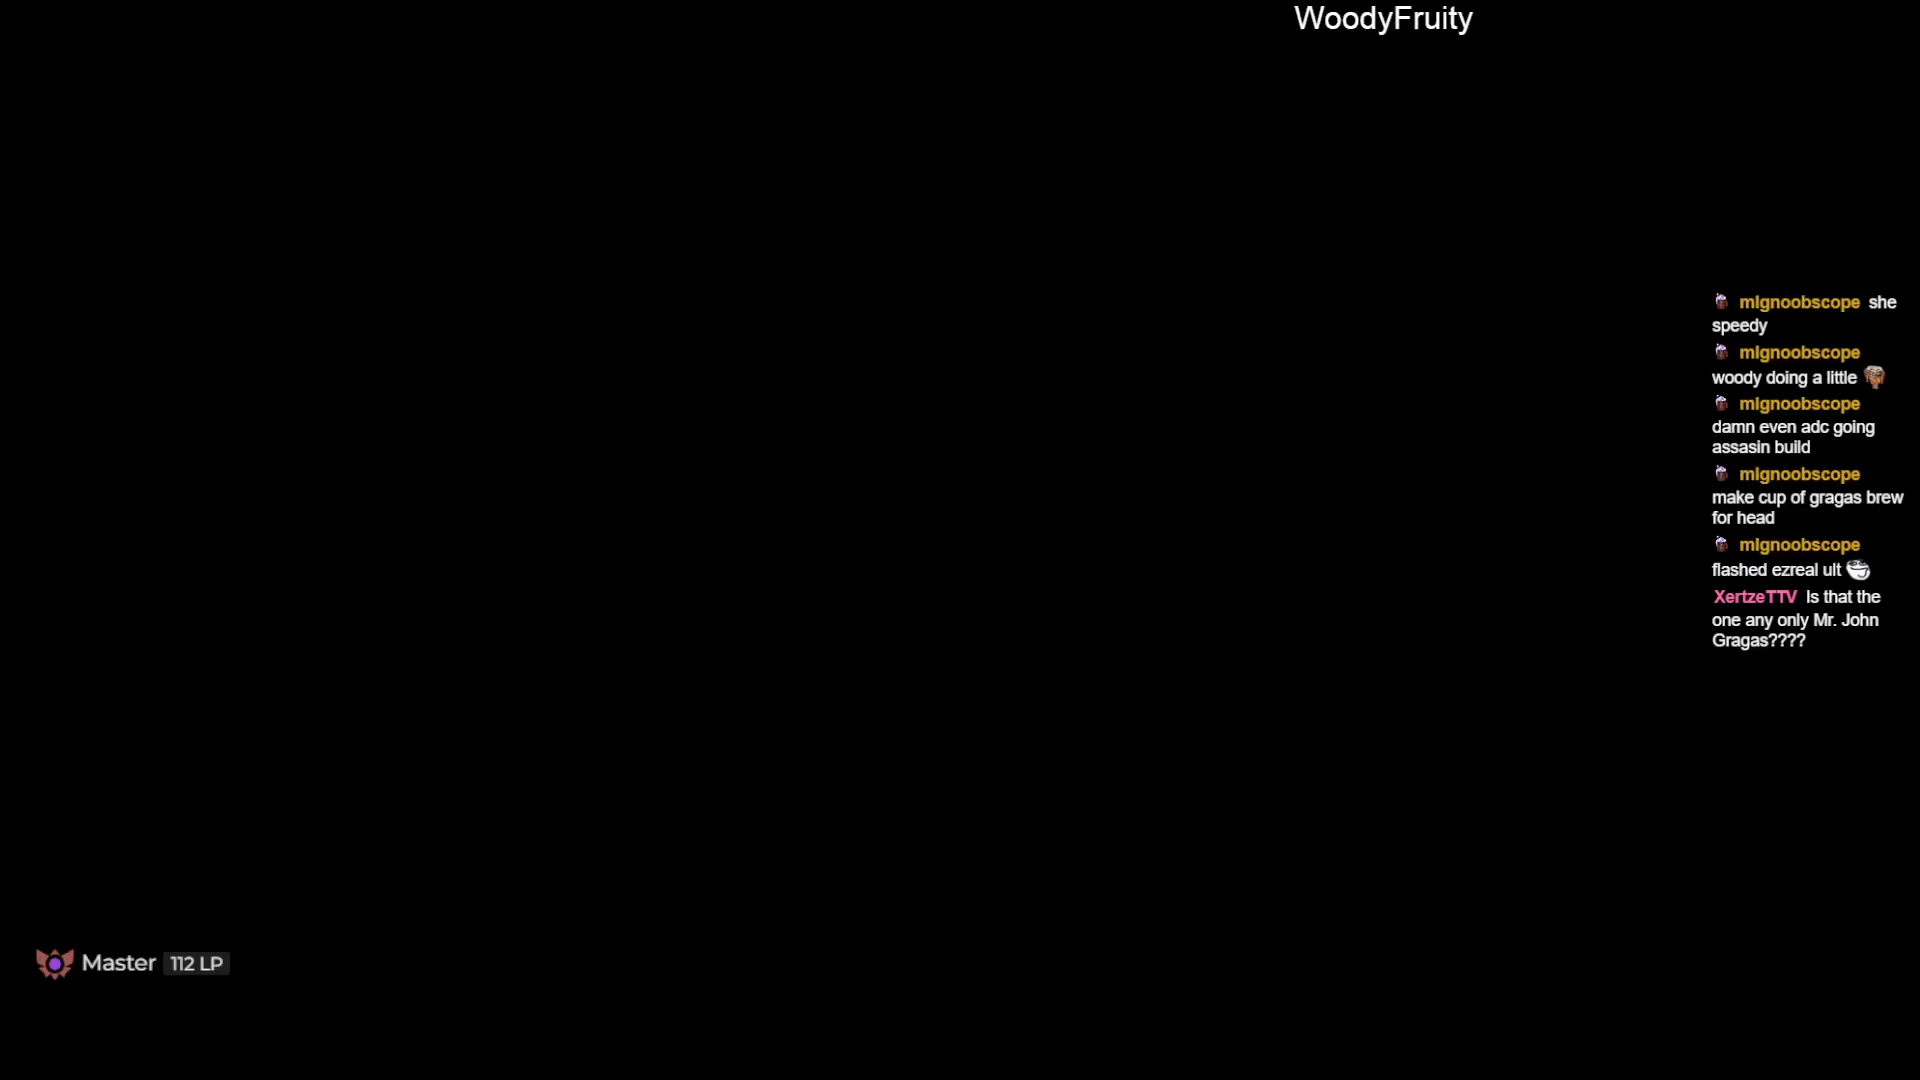 WoodyFruity
mlgnoobscope she
speedy
mlgnoobscope
woody doing a little
mlgnoobscope
damn even adc going
assasin build
mlgnoobscope
make cup of gragas brew
for head
mlgnoobscope
flashed ezreal ult
XertzeTTV Is that the
one any only Mr. John
Gragas????
Master 112 LP